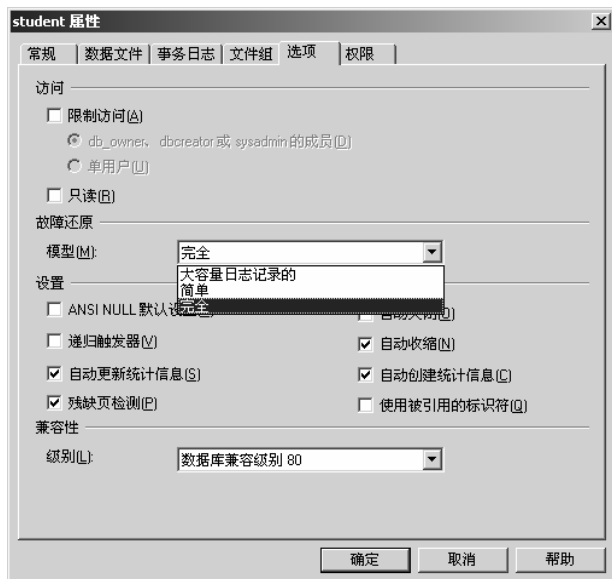 student 属性
常规 数据文件 事务日志 文件组 选项 权限
访问
限制访问(A)
db_owner、dbcreator 或 sysadmin 的成员(D)
单用户(U)
只读(R)
故障还原
模型(M): 完全
大容量日志记录的
简单
完全
设置
ANSI NULL 默认
递归触发器(V) 自动收缩(N)
自动更新统计信息(S) 自动创建统计信息(C)
残缺页检测(P) 使用被引用的标识符(Q)
兼容性
级别(L): 数据库兼容级别 80
确定 取消 帮助